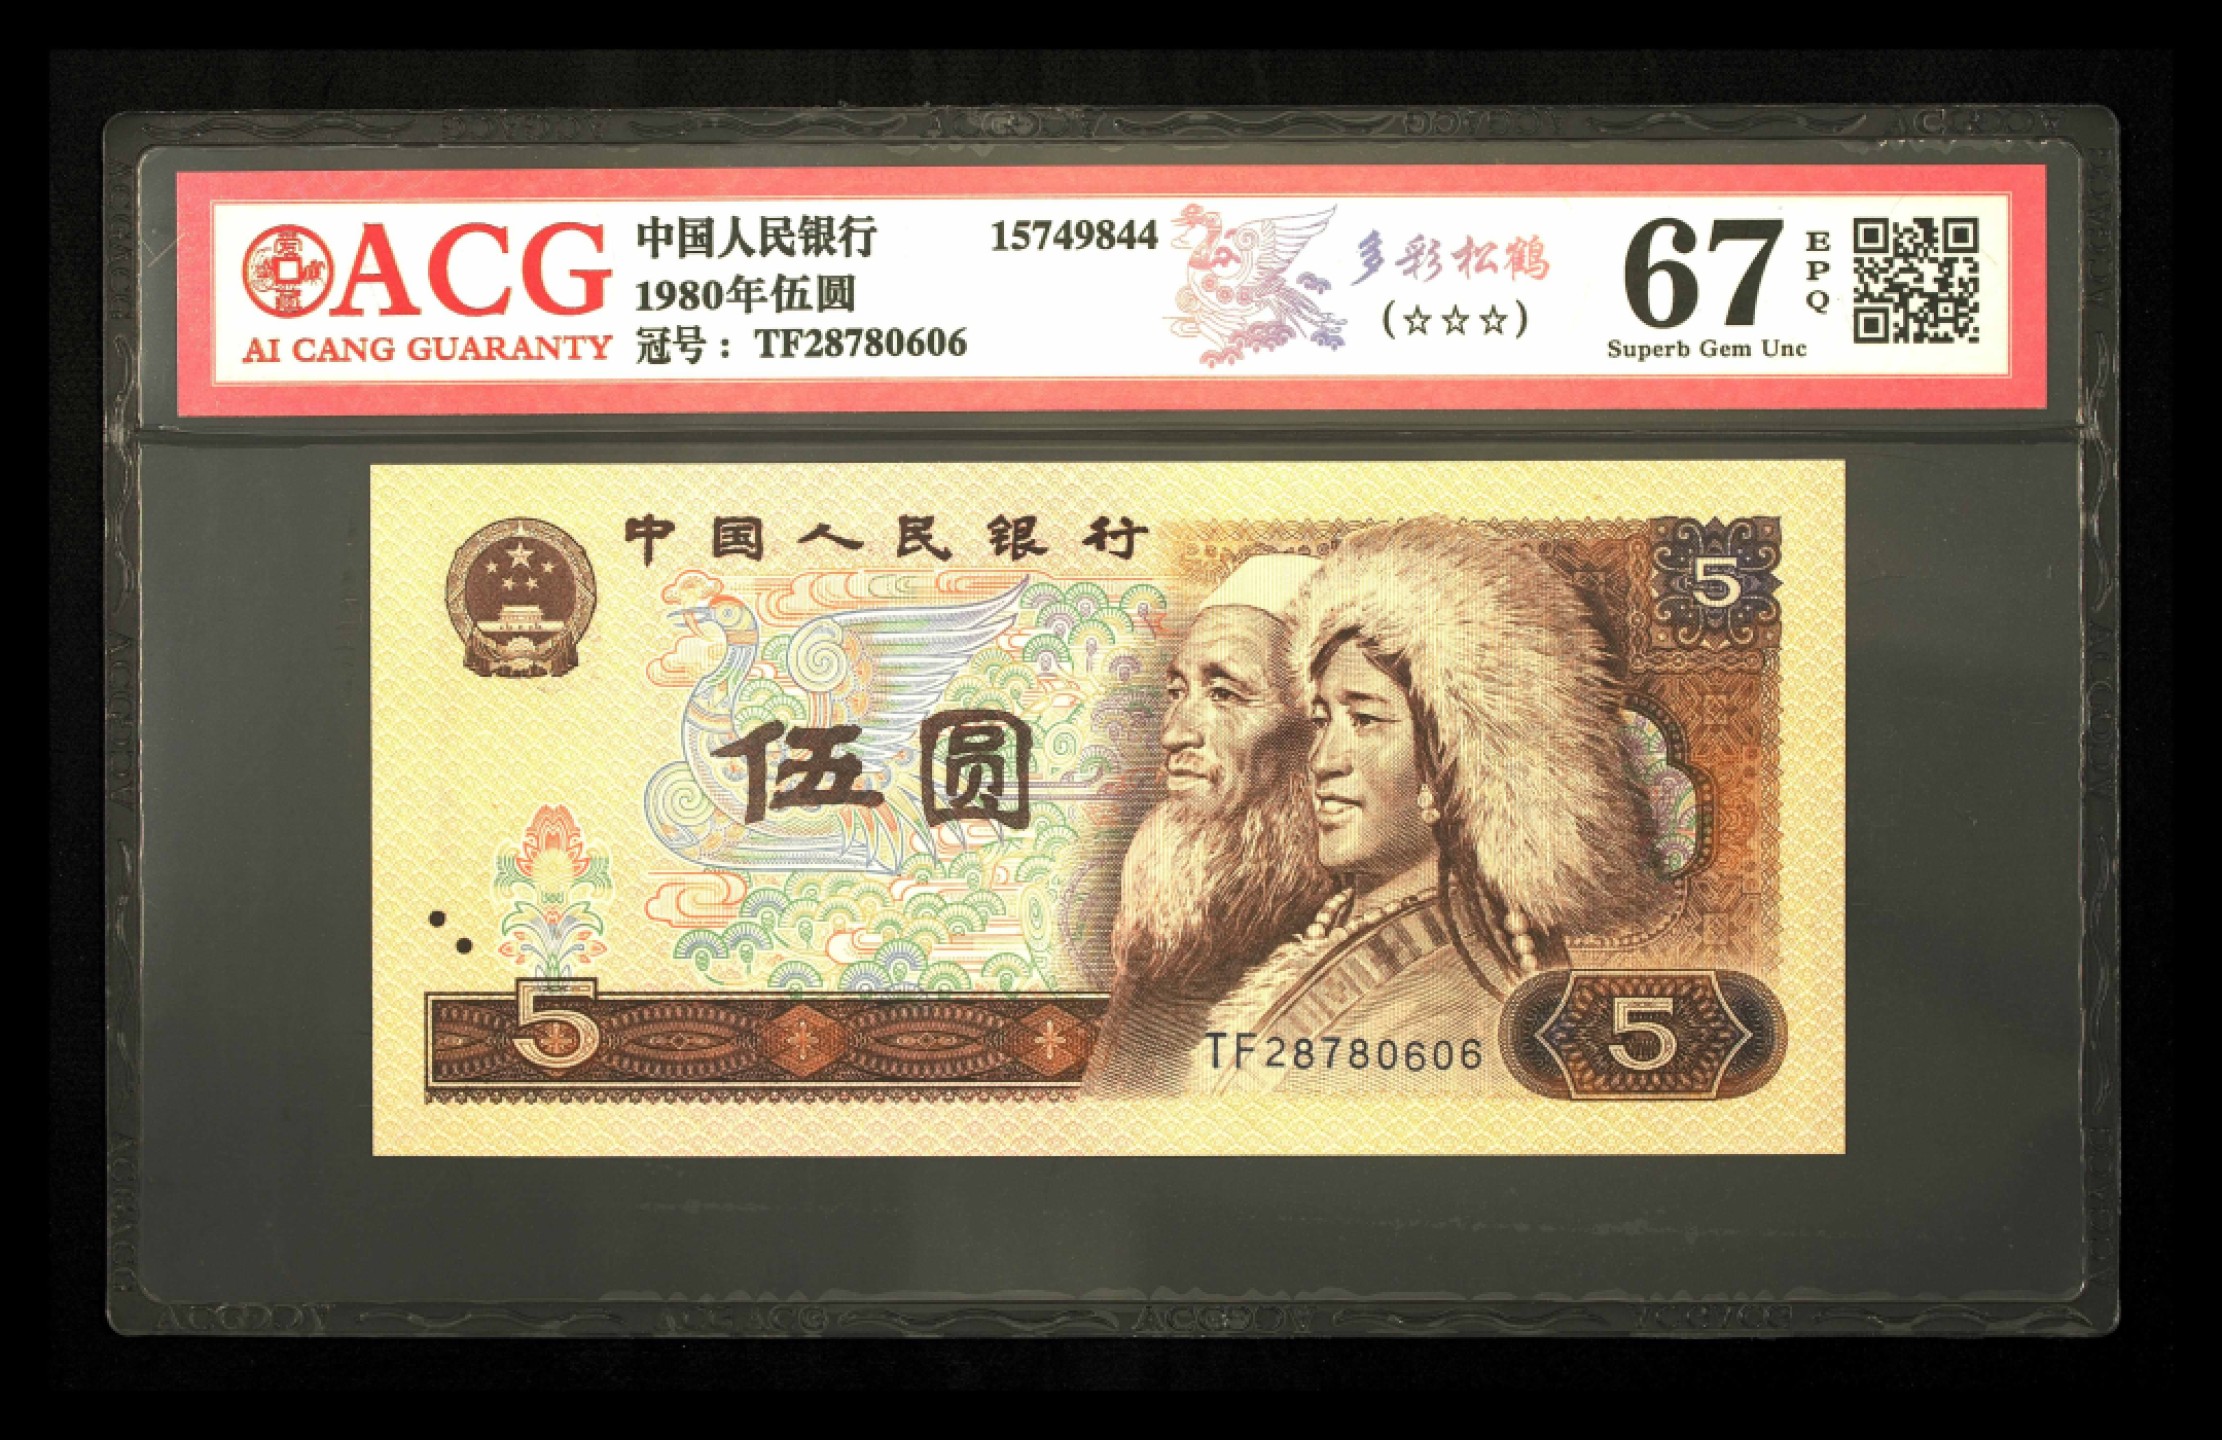 ACG
AI CANG GUARANTY
中国人民银行 15749844
1980年伍圆
冠号：TF28780606
多彩松鹤
(☆☆☆)
67
EPQ
Superb Gem Unc
中国人民银行
5
伍圆
5
TF28780606
5